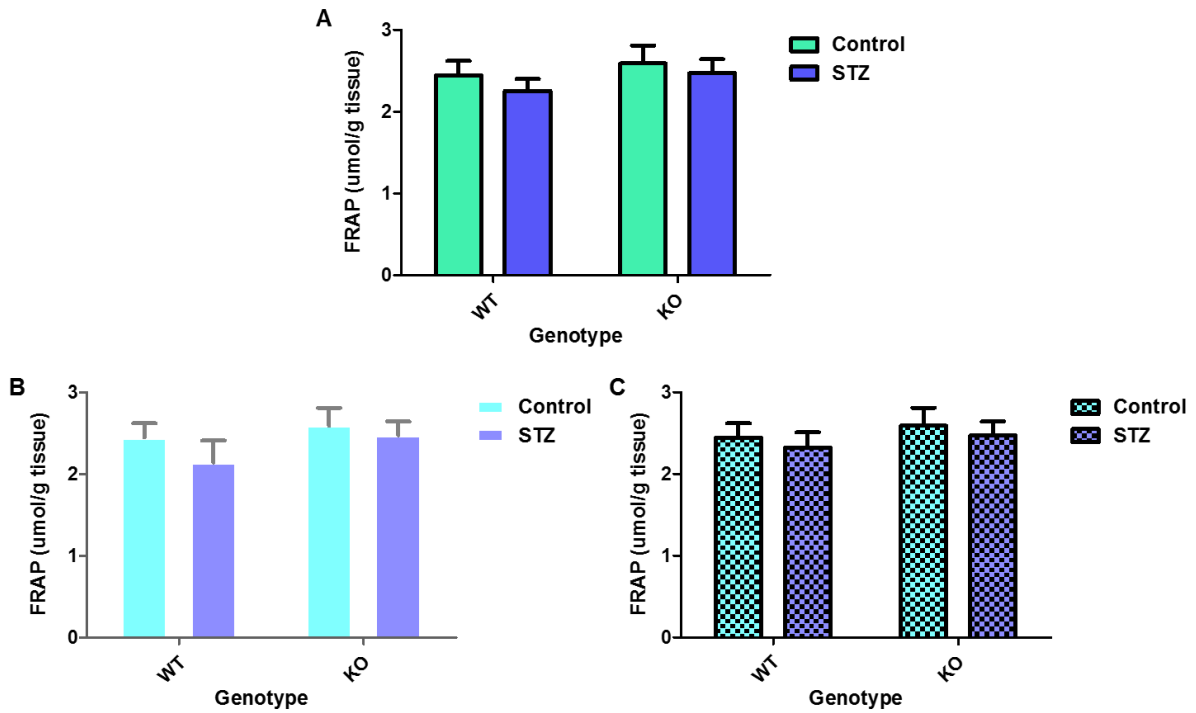 A
FRAP (umol/g tissue)
3
2
1
0
WT
KO
Genotype
Control
STZ
B
FRAP (umol/g tissue)
3
2
1
0
WT
KO
Genotype
Control
STZ
C
FRAP (umol/g tissue)
3
2
1
0
WT
KO
Genotype
Control
STZ